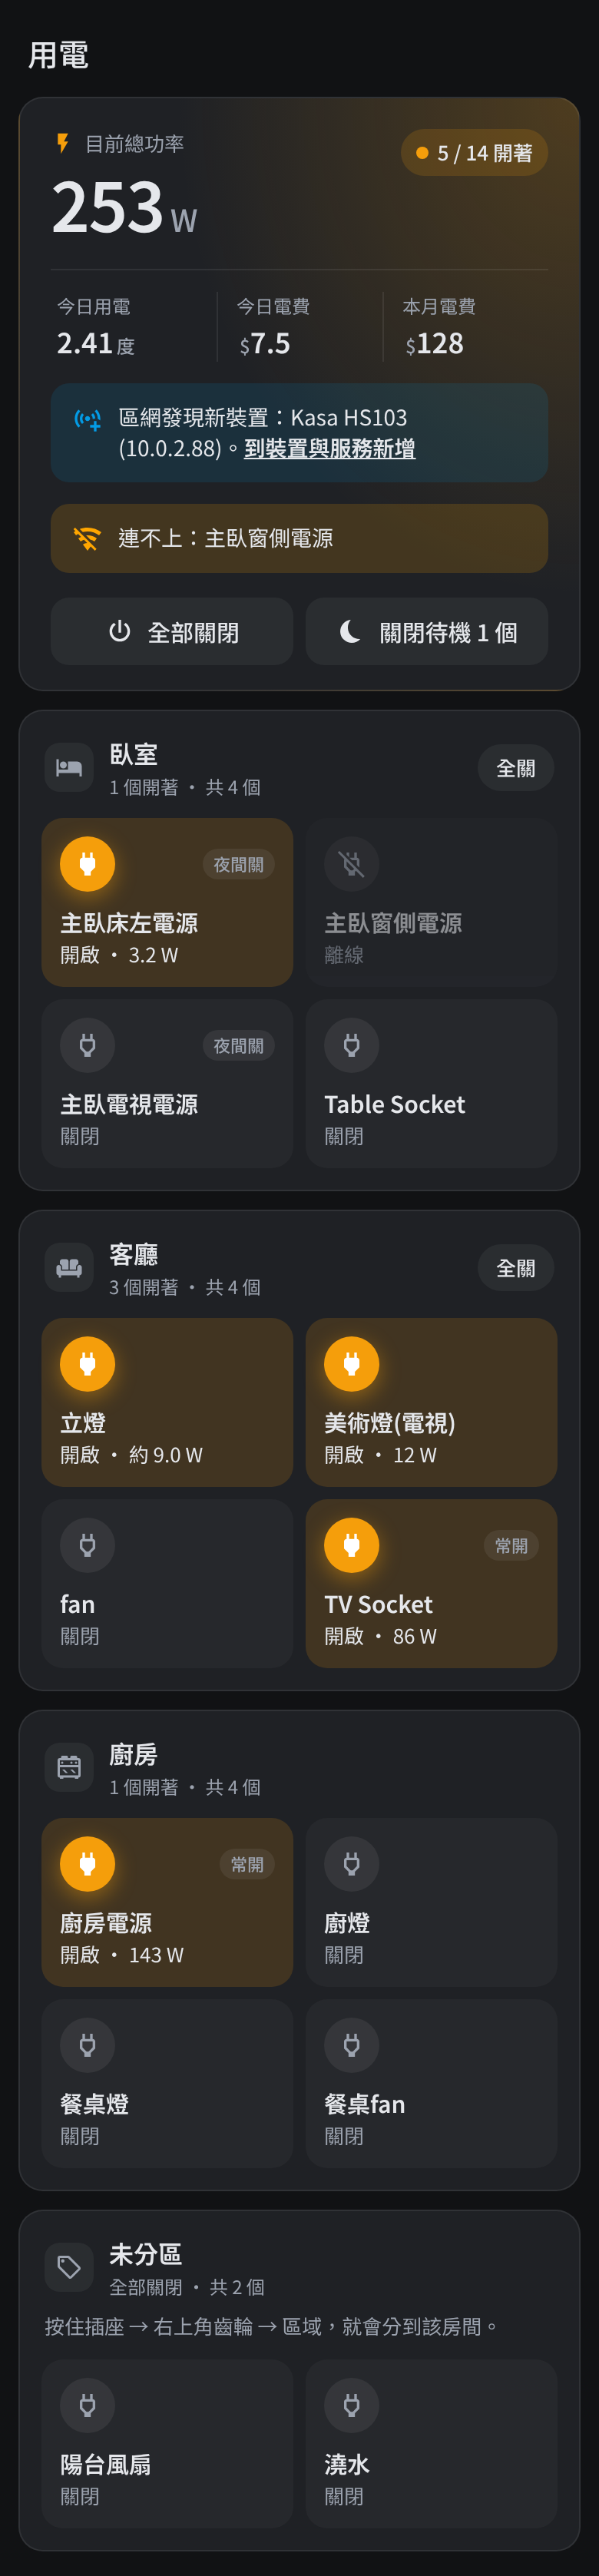 用電
目前總功率
5 / 14 開著
253 W
今日用電
今日電費
本月電費
2.41 度
$7.5
$128
區網發現新裝置：Kasa HS103
(10.0.2.88)。到裝置與服務新增
連不上：主臥窗側電源
全部關閉
關閉待機 1 個
臥室
1 個開著 · 共 4 個
全關
夜間關
主臥床左電源
開啟 · 3.2 W
主臥窗側電源
離線
夜間關
主臥電視電源
關閉
Table Socket
關閉
客廳
3 個開著 · 共 4 個
全關
立燈
開啟 · 約 9.0 W
美術燈(電視)
開啟 · 12 W
fan
關閉
常開
TV Socket
開啟 · 86 W
廚房
1 個開著 · 共 4 個
常開
廚房電源
開啟 · 143 W
廚燈
關閉
餐桌燈
關閉
餐桌fan
關閉
未分區
全部關閉 · 共 2 個
按住插座 → 右上角齒輪 → 區域，就會分到該房間。
陽台風扇
關閉
澆水
關閉